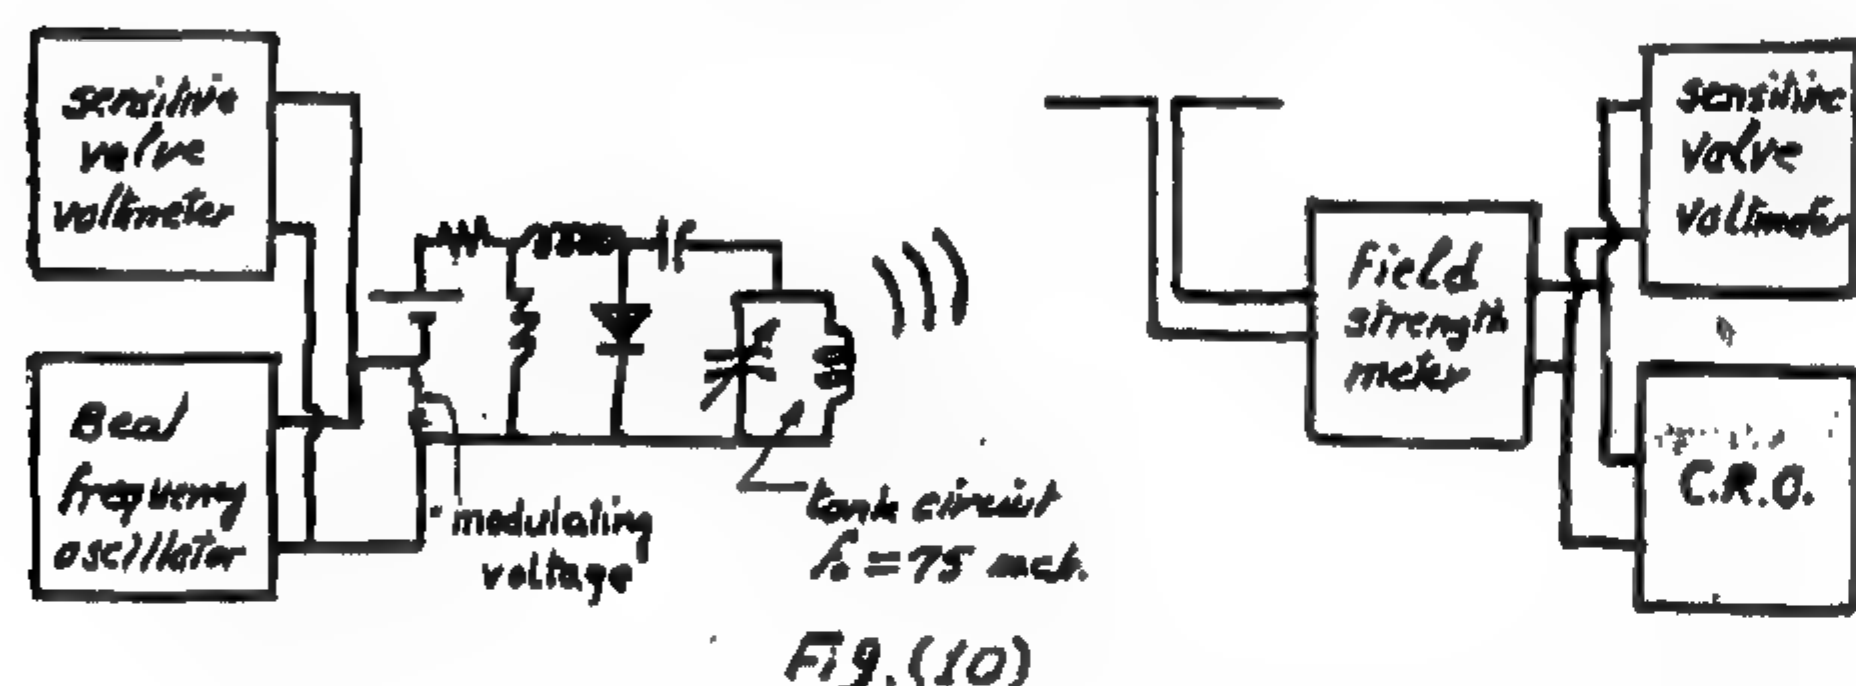 sensitive
valve
voltmeter
Beat
frequency
oscillator
modulating
voltage
tank circuit
f₀ = 75 mc/s.
Field
strength
meter
sensitive
valve
voltmeter
C.R.O.
Fig. (10)